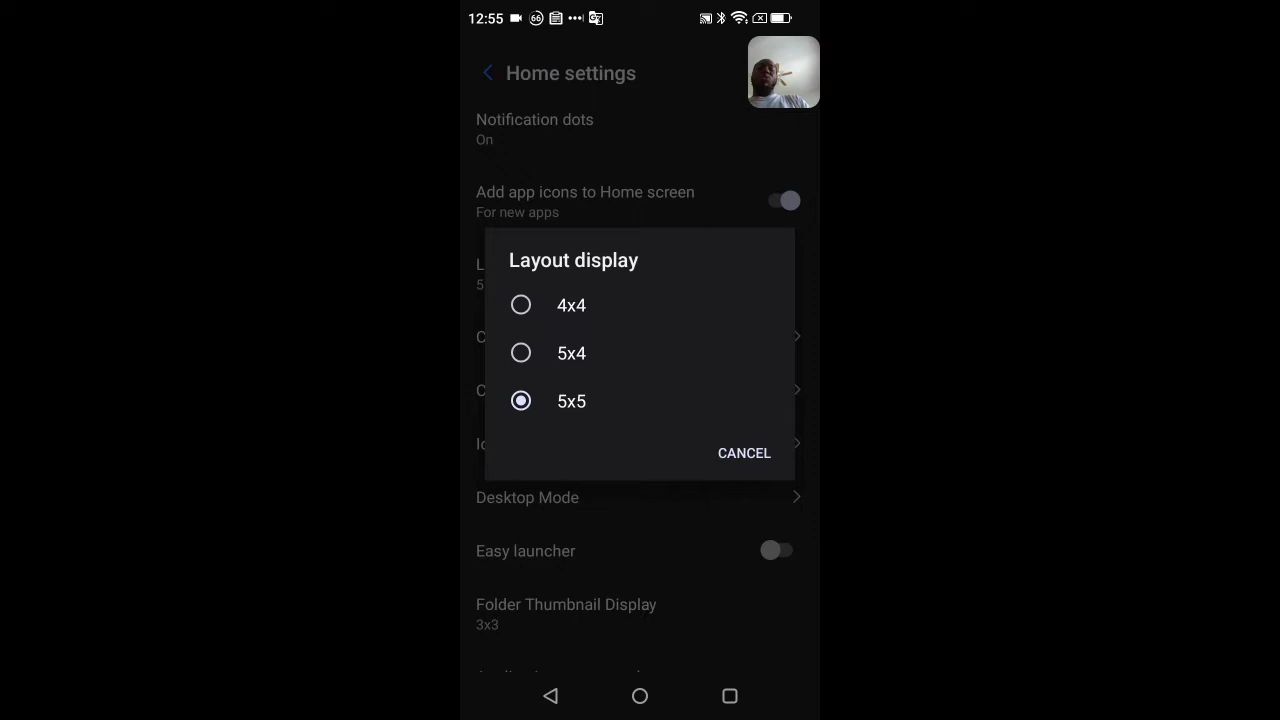 12:55 66
Home settings
Notification dots
On
Add app icons to Home screen
For new apps
Layout display
4x4
5x4
5x5
CANCEL
Desktop Mode
Easy launcher
Folder Thumbnail Display
3x3